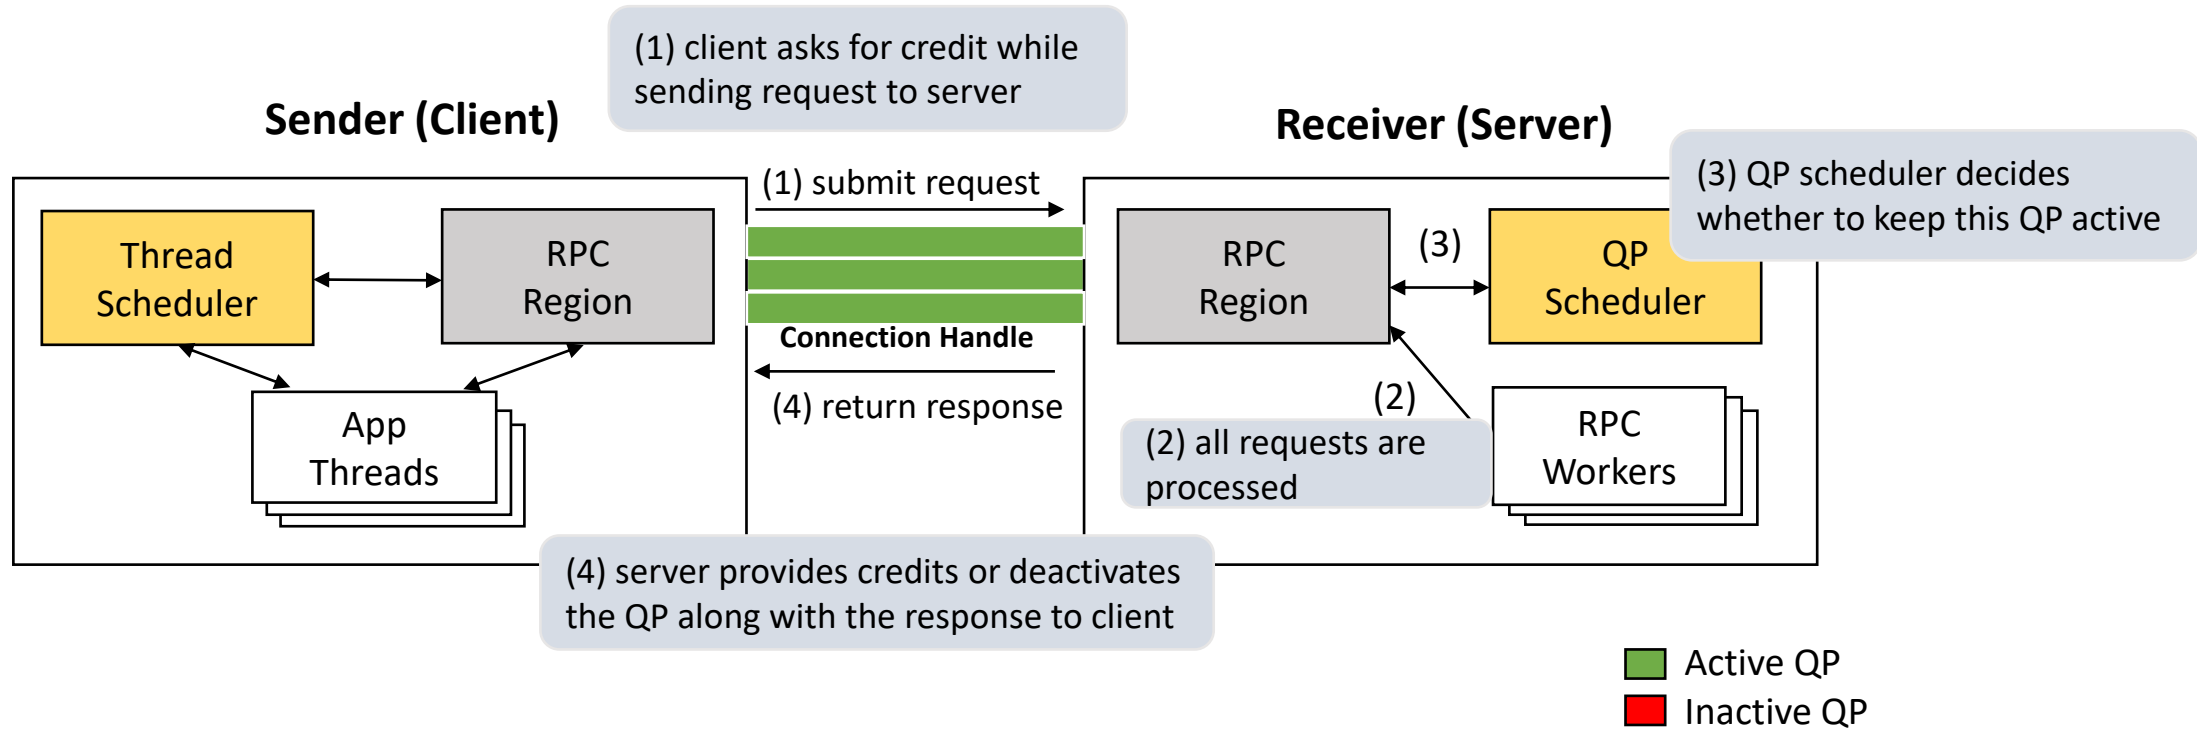 (1) client asks for credit while
sending request to server
Sender (Client)
Receiver (Server)
(3) QP scheduler decides
whether to keep this QP active
(1) submit request
Thread
Scheduler
RPC
Region
RPC
Region
(3)
QP
Scheduler
Connection Handle
(4) return response
(2)
App
Threads
(2) all requests are
processed
RPC
Workers
(4) server provides credits or deactivates
the QP along with the response to client
Active QP
Inactive QP